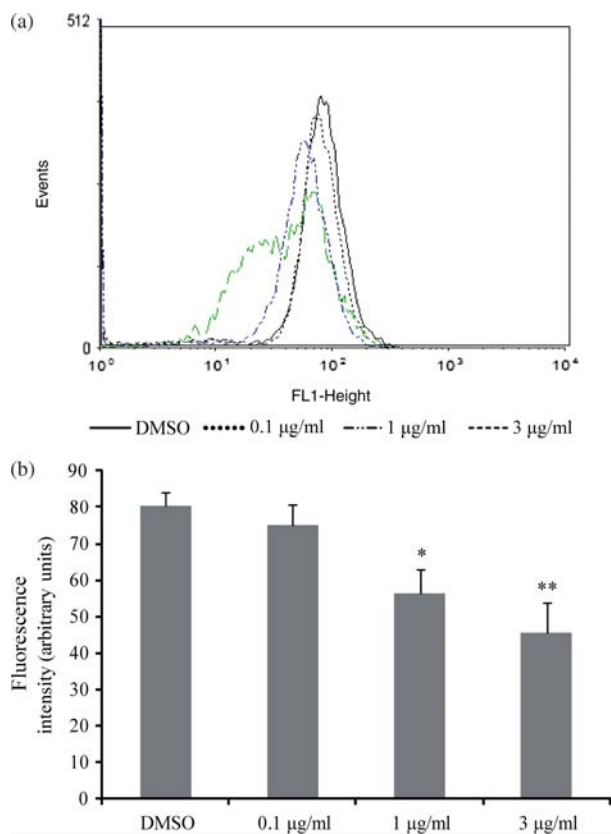 (a)
512
Events
0
10⁰ 10¹ 10² 10³ 10⁴
FL1-Height
DMSO 0.1 μg/ml 1 μg/ml 3 μg/ml
(b)
90
80
70
60
50
40
30
20
10
0
Fluorescence
intensity (arbitrary units)
*
**
DMSO 0.1 μg/ml 1 μg/ml 3 μg/ml